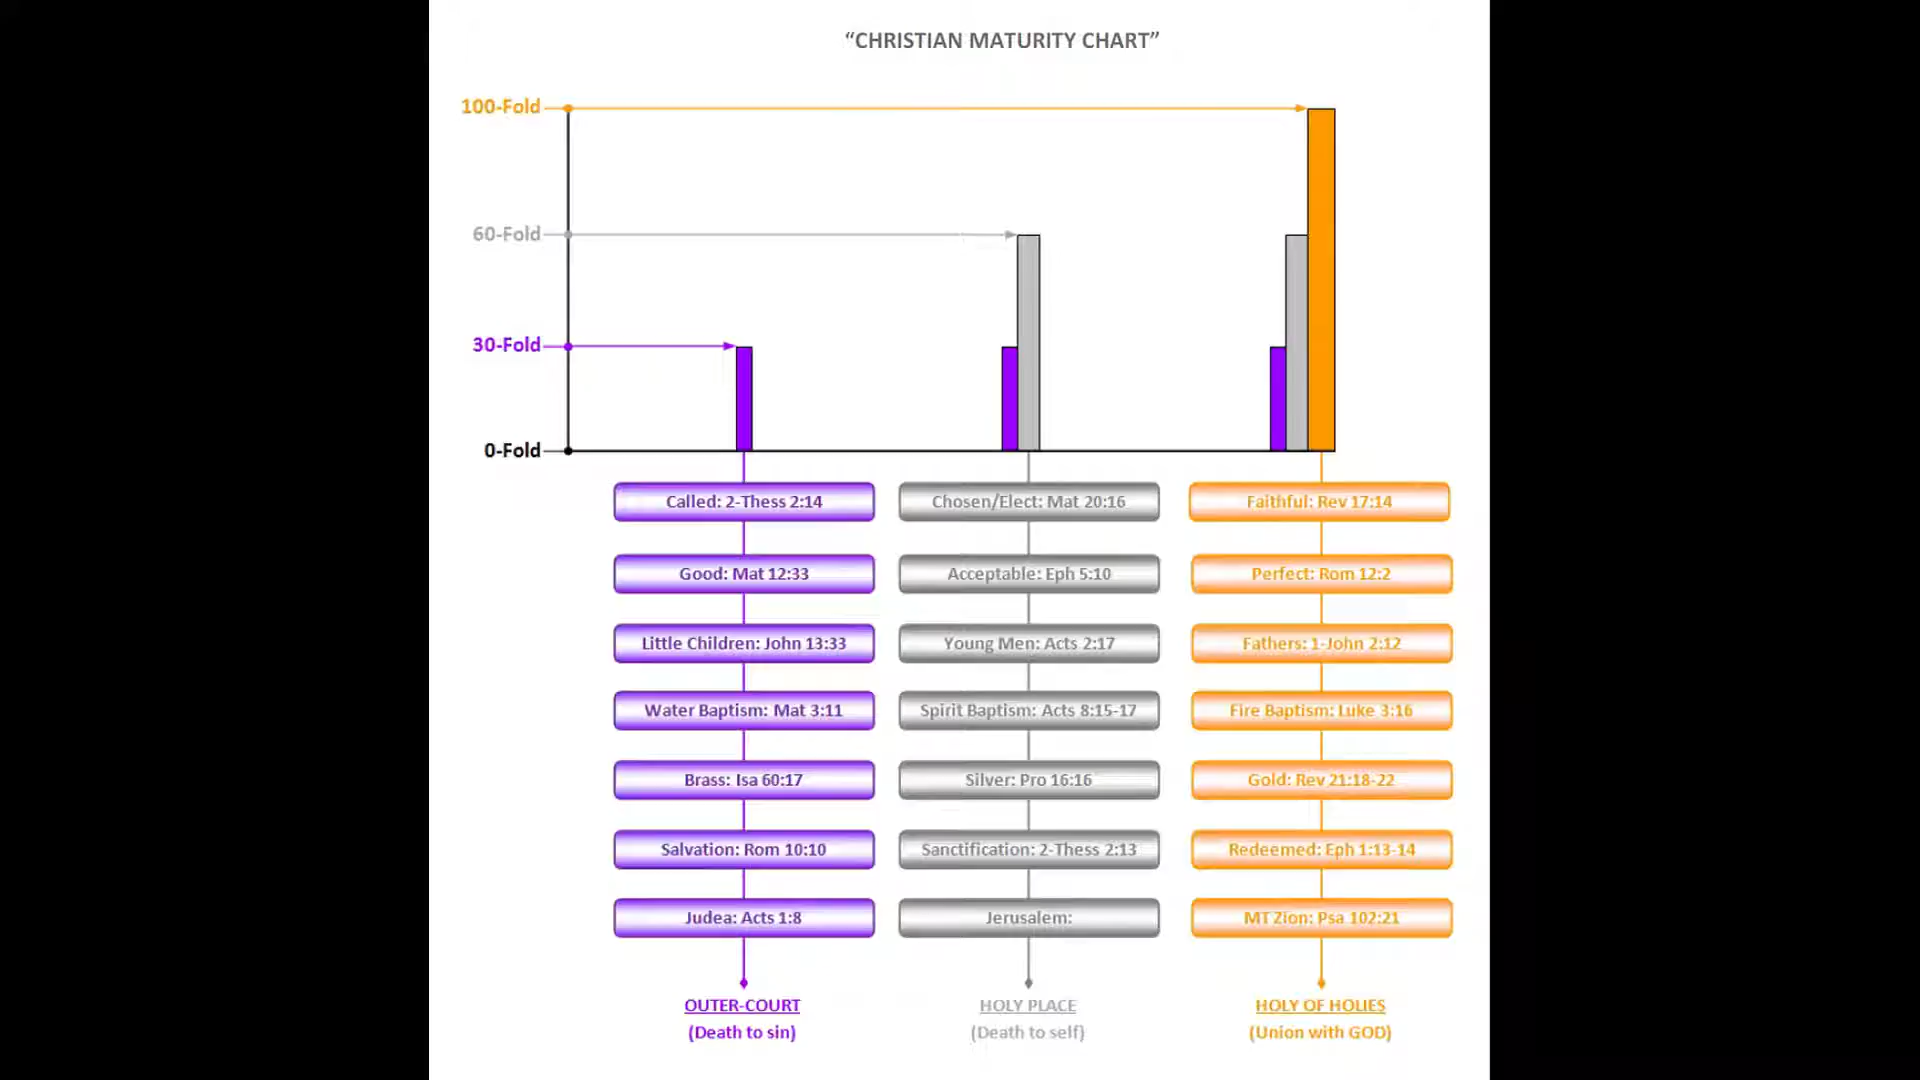 “CHRISTIAN MATURITY CHART”
100-Fold
60-Fold
30-Fold
0-Fold
Called: 2-Thess 2:14
Chosen/Elect: Mat 20:16
Faithful: Rev 17:14
Good: Mat 12:33
Acceptable: Eph 5:10
Perfect: Rom 12:2
Little Children: John 13:33
Young Men: Acts 2:17
Fathers: 1-John 2:12
Water Baptism: Mat 3:11
Spirit Baptism: Acts 8:15-17
Fire Baptism: Luke 3:16
Brass: Isa 60:17
Silver: Pro 16:16
Gold: Rev 21:18-22
Salvation: Rom 10:10
Sanctification: 2-Thess 2:13
Redeemed: Eph 1:13-14
Judea: Acts 1:8
Jerusalem:
MT Zion: Psa 102:21
OUTER-COURT
(Death to sin)
HOLY PLACE
(Death to self)
HOLY OF HOLIES
(Union with GOD)